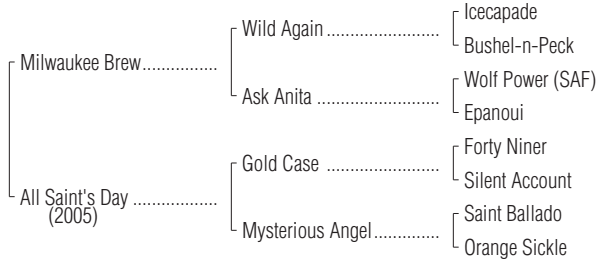 Icecapade
Wild Again ........................
Bushel-n-Peck
Milwaukee Brew................
Wolf Power (SAF)
Ask Anita ..........................
Epanoui
Forty Niner
Gold Case ........................
Silent Account
All Saint's Day .................
(2005)
Saint Ballado
Mysterious Angel..............
Orange Sickle